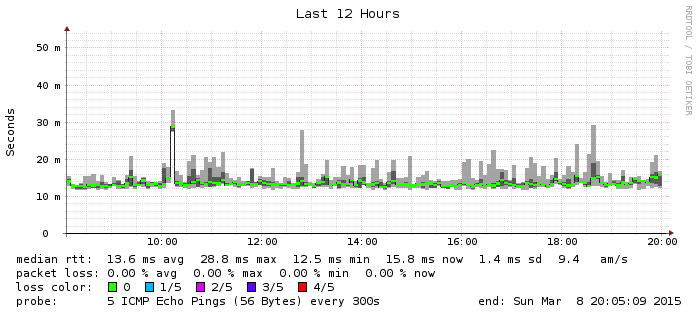 Last 12 Hours
RRDTOOL / TOBI OETIKER
Seconds
50 m
40 m
30 m
20 m
10 m
0
10:00 12:00 14:00 16:00 18:00 20:00
median rtt: 13.6 ms avg 28.8 ms max 12.5 ms min 15.8 ms now 1.4 ms sd 9.4 am/s
packet loss: 0.00 % avg 0.00 % max 0.00 % min 0.00 % now
loss color: 0 1/5 2/5 3/5 4/5
probe: 5 ICMP Echo Pings (56 Bytes) every 300s end: Sun Mar 8 20:05:09 2015